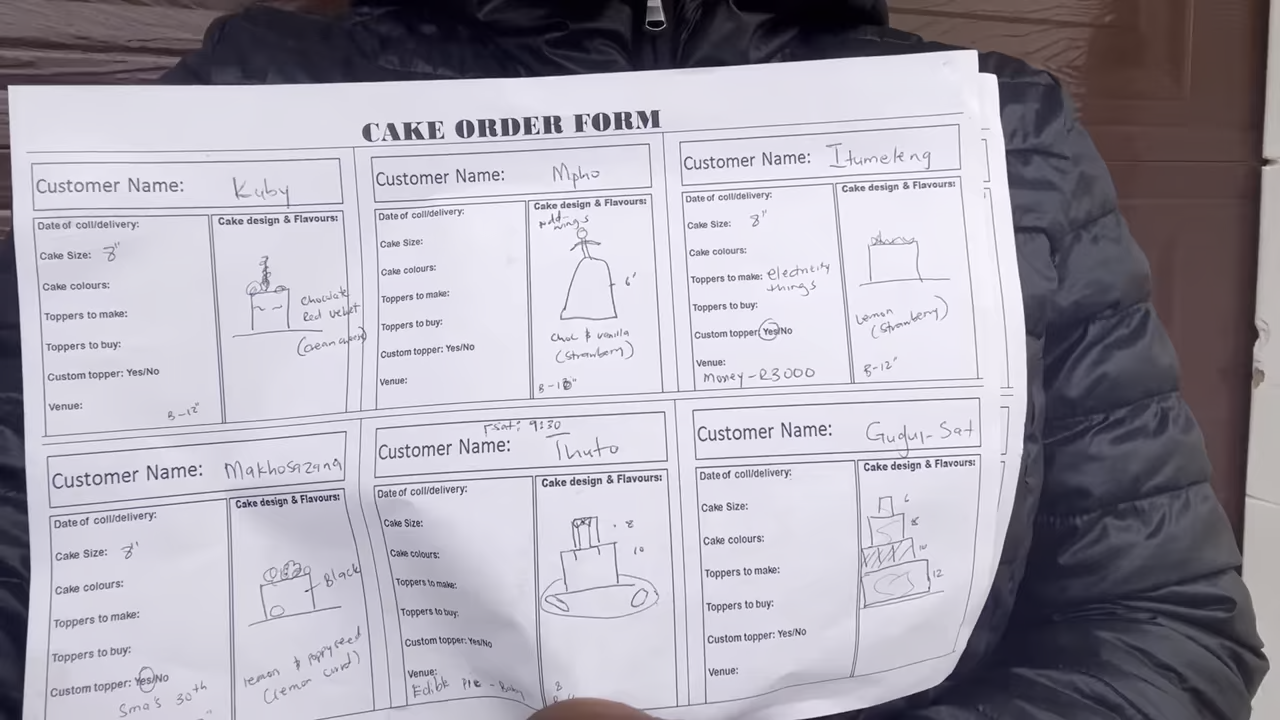 CAKE ORDER FORM
Customer Name: Kuby
Date of coll/delivery:
Cake Size: 8"
Cake colours:
Toppers to make:
Toppers to buy:
Custom topper: Yes/No
Venue:
B-12"
Cake design & Flavours:
chocolate
Red velvet
Customer Name: Mpho
Date of coll/delivery:
Cake Size:
Cake colours:
Toppers to make:
Toppers to buy:
Custom topper: Yes/No
Venue:
Cake design & Flavours:
wings
6"
Choc & vanilla
(strawberry)
Customer Name: Itumeleng
Date of coll/delivery:
Cake Size: 8"
Cake colours:
Toppers to make: electricity
things
Toppers to buy:
Custom topper: Yes/No
Venue:
Money-R3000
Cake design & Flavours:
Lemon
(strawberry)
B-12"
Customer Name: Makhosazana
Date of coll/delivery:
Cake Size: 8"
Cake colours:
Toppers to make:
Toppers to buy:
Custom topper: Yes/No
Sma's 30th
Cake design & Flavours:
Black
lemon & poppyseed
(lemon curd)
sat: 9:30
Customer Name: Thuto
Date of coll/delivery:
Cake Size:
Cake colours:
Toppers to make:
Toppers to buy:
Custom topper: Yes/No
Venue:
Edible Pic - Baby
Cake design & Flavours:
8
10
Customer Name: Gugu - Sat
Date of coll/delivery:
Cake Size:
Cake colours:
Toppers to make:
Toppers to buy:
Custom topper: Yes/No
Venue:
Cake design & Flavours:
6
8
10
12